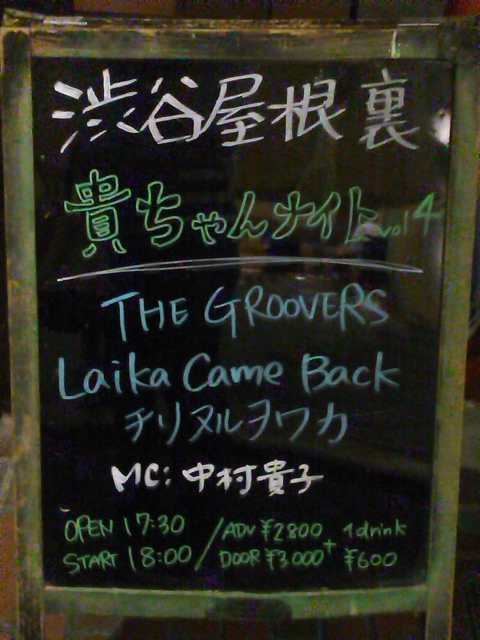 渋谷屋根裏
貴ちゃんナイト vol 4
THE GROOVERS
Laika Came Back
チリヌルヲワカ
MC: 中村貴子
OPEN 17:30 / ADV ¥2800 + 1drink
START 18:00 / DOOR ¥3000 ¥600